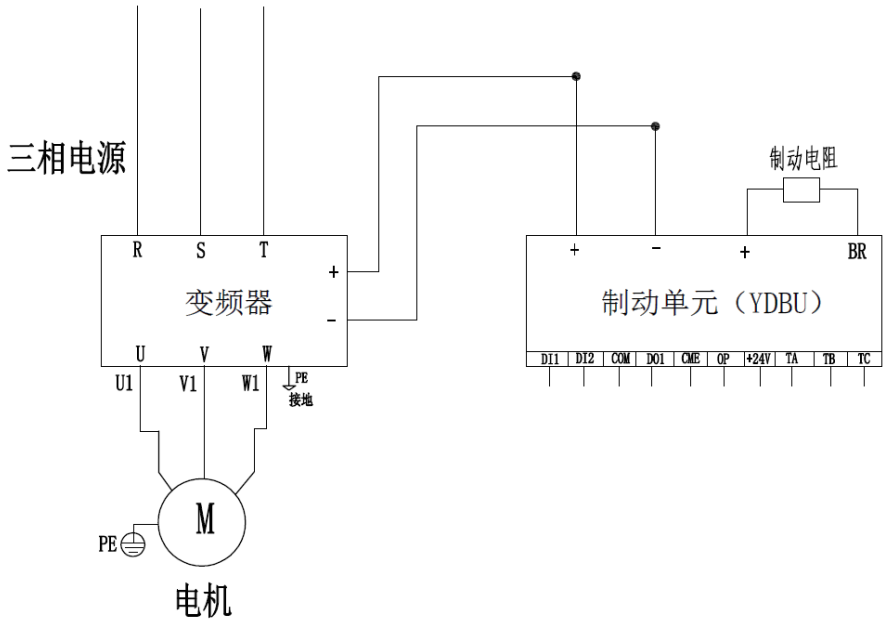 三相电源
制动电阻
R S T
+
-
变频器
+ - + BR
制动单元（YDBU）
U V W
DI1 DI2 COM DO1 CME OP +24V TA TB TC
U1 V1 W1 PE
接地
M
PE
电机